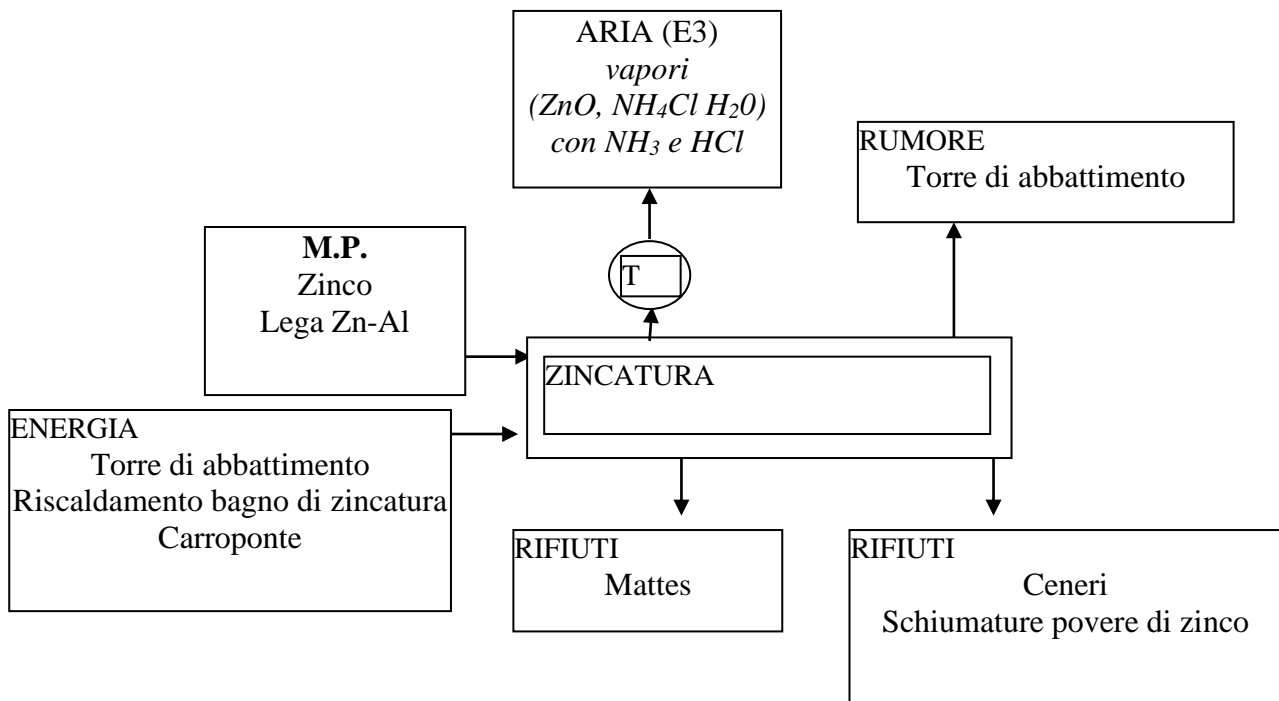 ARIA (E3)
vapori
(ZnO, NH₄Cl H₂0)
con NH₃ e HCl
RUMORE
Torre di abbattimento
M.P.
Zinco
Lega Zn-Al
T
ZINCATURA
ENERGIA
Torre di abbattimento
Riscaldamento bagno di zincatura
Carroponte
RIFIUTI
Mattes
RIFIUTI
Ceneri
Schiumature povere di zinco